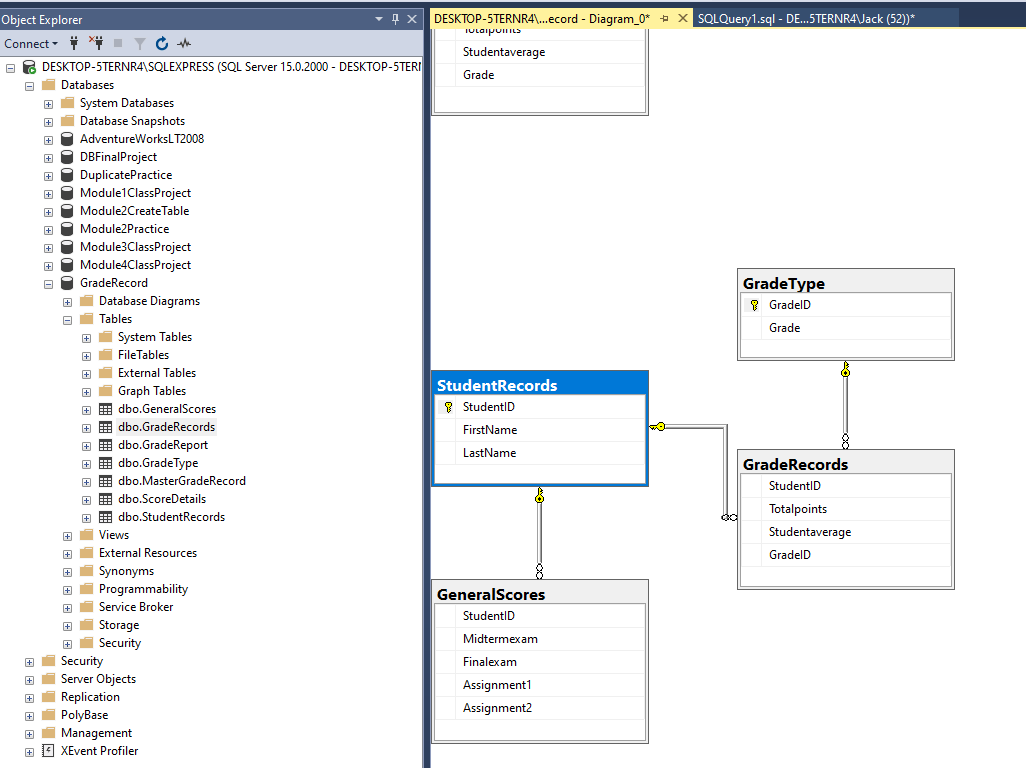 Object Explorer
Connect
DESKTOP-5TERNR4\SQLEXPRESS (SQL Server 15.0.2000 - DESKTOP-5TERN
Databases
System Databases
Database Snapshots
AdventureWorksLT2008
DBFinalProject
DuplicatePractice
Module1ClassProject
Module2CreateTable
Module2Practice
Module3ClassProject
Module4ClassProject
GradeRecord
Database Diagrams
Tables
System Tables
FileTables
External Tables
Graph Tables
dbo.GeneralScores
dbo.GradeRecords
dbo.GradeReport
dbo.GradeType
dbo.MasterGradeRecord
dbo.ScoreDetails
dbo.StudentRecords
Views
External Resources
Synonyms
Programmability
Service Broker
Storage
Security
Security
Server Objects
Replication
PolyBase
Management
XEvent Profiler
DESKTOP-5TERNR4\...ecord - Diagram_0*
SQLQuery1.sql - DE...5TERNR4\Jack (52))*
Totalpoints
Studentaverage
Grade
GradeType
GradeID
Grade
StudentRecords
StudentID
FirstName
LastName
GradeRecords
StudentID
Totalpoints
Studentaverage
GradeID
GeneralScores
StudentID
Midtermexam
Finalexam
Assignment1
Assignment2